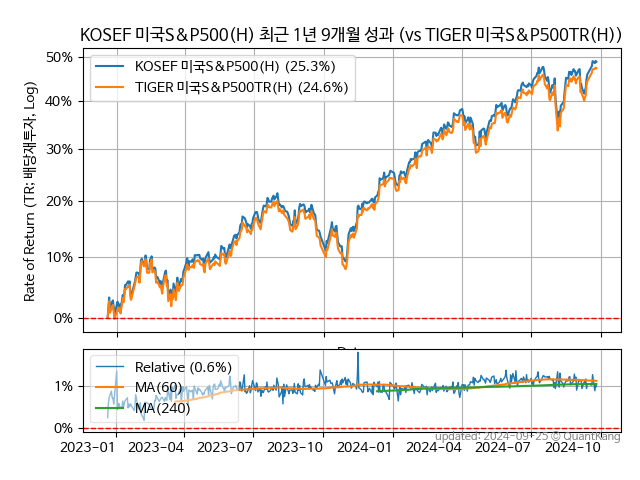 KOSEF 미국S&P500(H) 최근 1년 9개월 성과 (vs TIGER 미국S&P500TR(H))
Rate of Return (TR: 배당재투자, Log)
50%
40%
30%
20%
10%
0%
KOSEF 미국S&P500(H) (25.3%)
TIGER 미국S&P500TR(H) (24.6%)
1%
0%
Relative (0.6%)
MA(60)
MA(240)
updated: 2024-09-25 © QuantKang
2023-01 2023-04 2023-07 2023-10 2024-01 2024-04 2024-07 2024-10